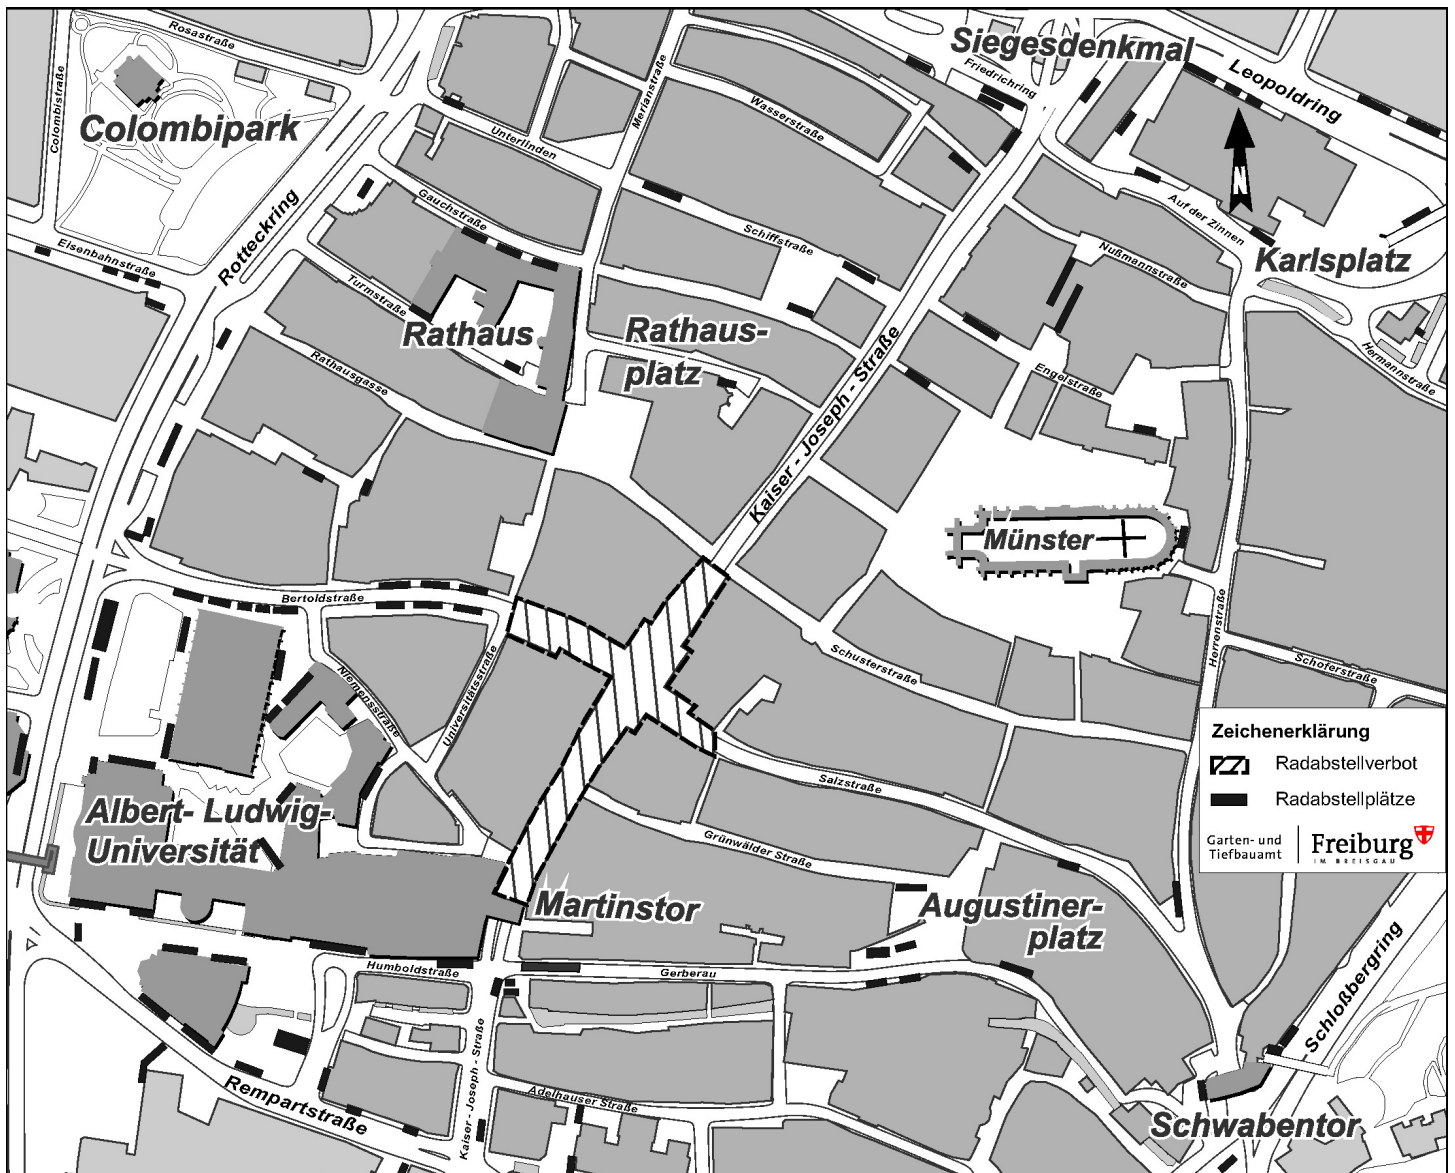 Rosastraße
Colombistraße
Colombipark
Eisenbahnstraße
Rotteckring
Unterlinden
Merianstraße
Wasserstraße
Friedrichring
Siegesdenkmal
Leopoldring
N
Gauchstraße
Turmstraße
Rathaus
Rathausgasse
Rathaus-
platz
Schiffstraße
Kaiser - Joseph - Straße
Auf der Zinnen
Nußmannstraße
Karlsplatz
Hermannstraße
Engelstraße
Münster
Herrenstraße
Schoferstraße
Bertoldstraße
Niemensstraße
Universitätsstraße
Schusterstraße
Salzstraße
Grünwälder Straße
Albert- Ludwig-
Universität
Martinstor
Augustiner-
platz
Humboldstraße
Gerberau
Kaiser - Joseph - Straße
Adelhauser Straße
Rempartstraße
Schloßbergring
Schwabentor
Zeichenerklärung
Radabstellverbot
Radabstellplätze
Garten- und
Tiefbauamt
Freiburg
IM BREISGAU